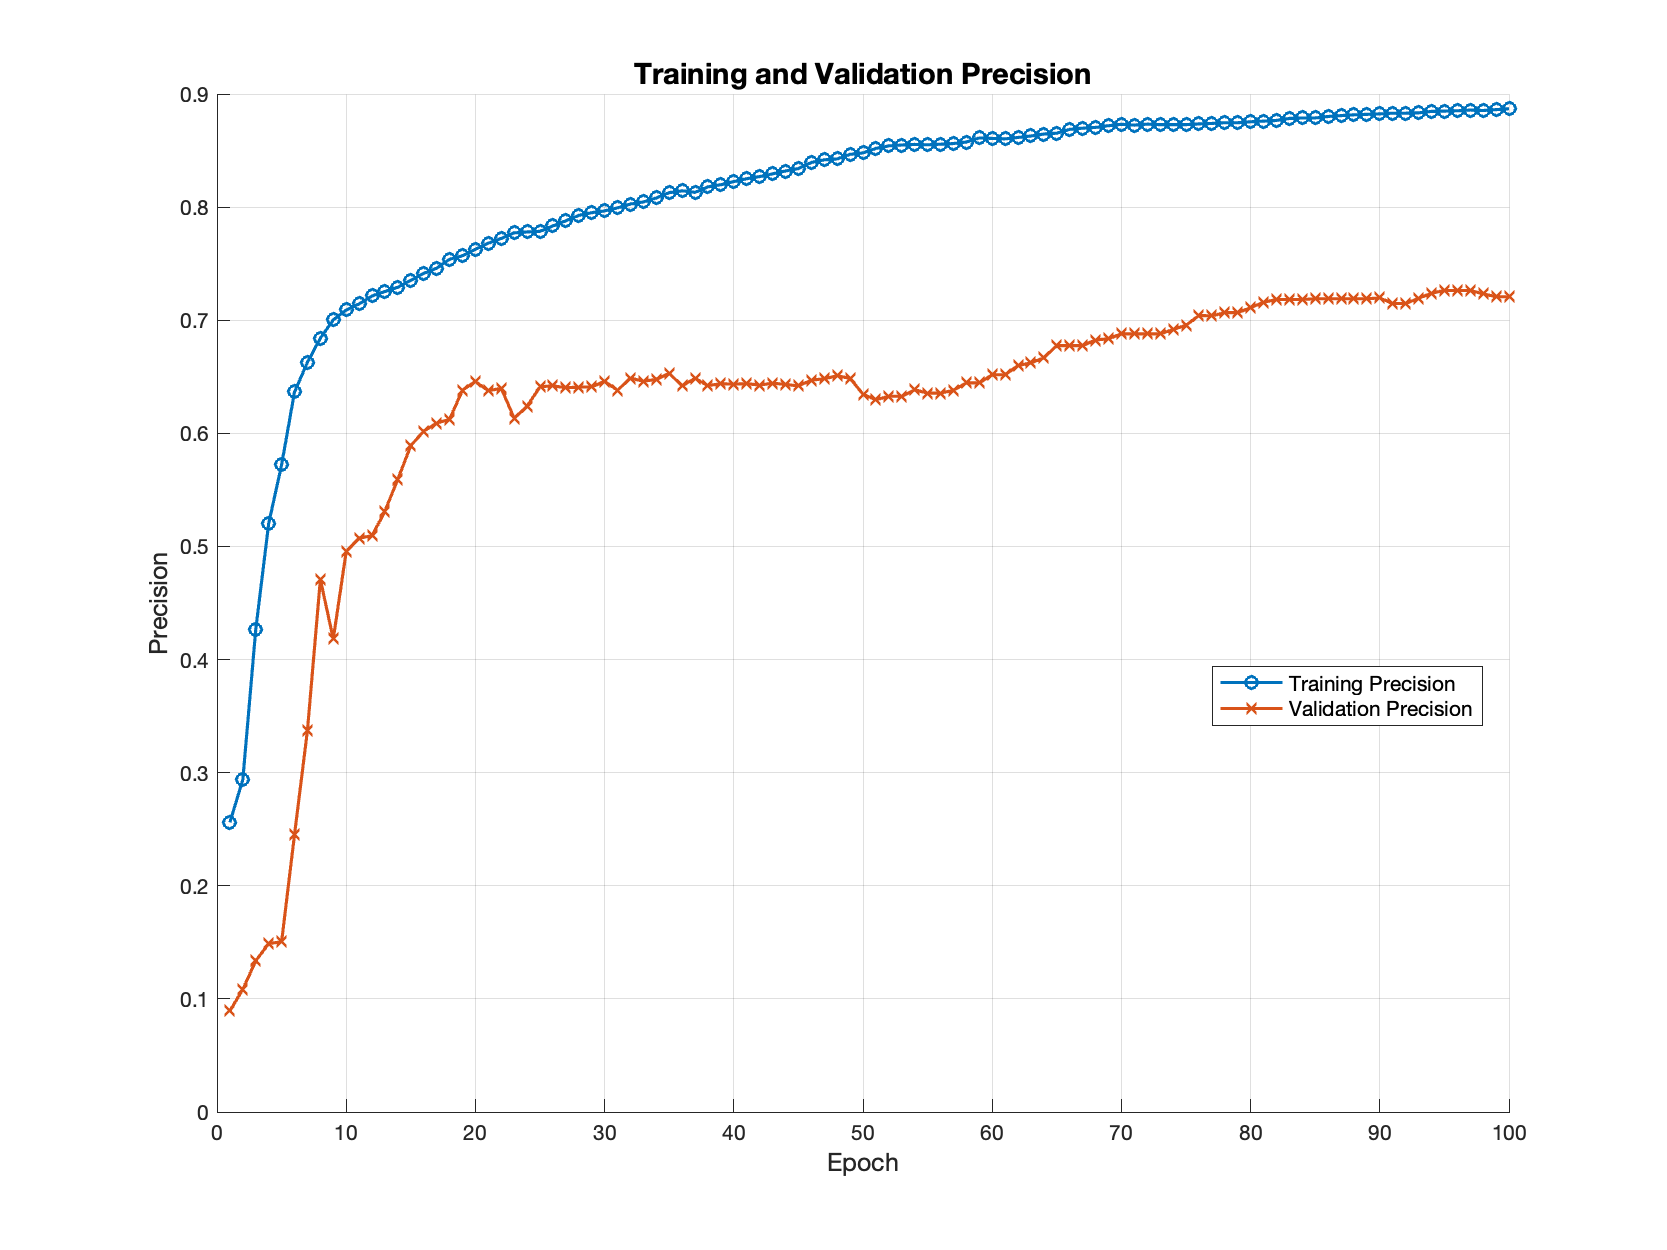 Training and Validation Precision
Precision
0.9
0.8
0.7
0.6
0.5
0.4
0.3
0.2
0.1
0
Training Precision
Validation Precision
0 10 20 30 40 50 60 70 80 90 100
Epoch